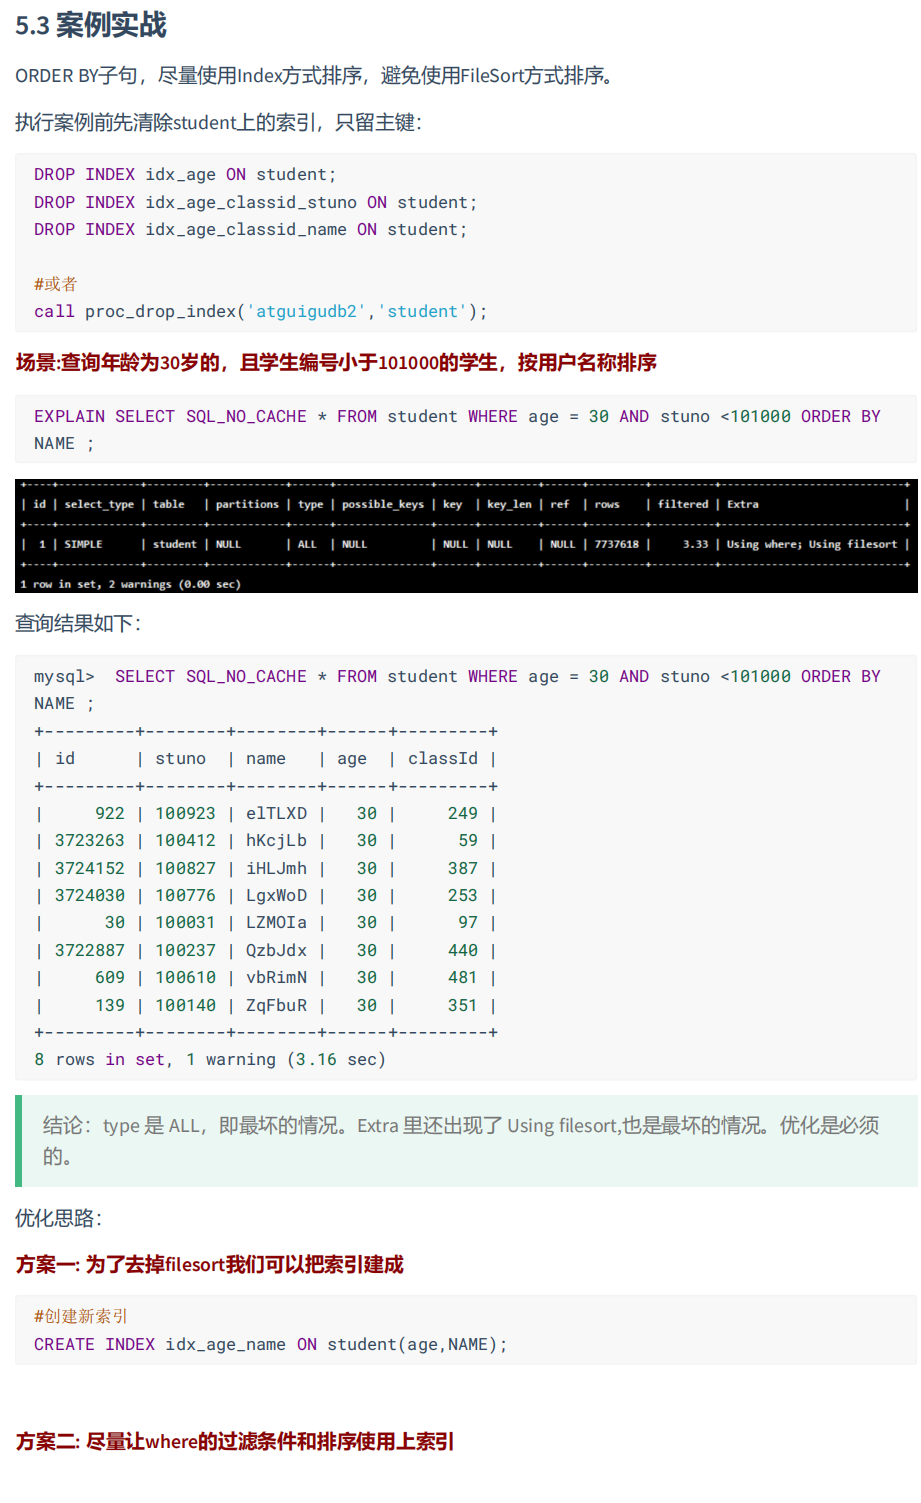 5.3 案例实战
ORDER BY子句，尽量使用Index方式排序，避免使用FileSort方式排序。
执行案例前先清除student上的索引，只留主键：
DROP INDEX idx_age ON student;
DROP INDEX idx_age_classid_stuno ON student;
DROP INDEX idx_age_classid_name ON student;
#或者
call proc_drop_index('atguigudb2','student');
场景:查询年龄为30岁的，且学生编号小于101000的学生，按用户名称排序
EXPLAIN SELECT SQL_NO_CACHE * FROM student WHERE age = 30 AND stuno <101000 ORDER BY
NAME ;
+----+-------------+---------+------------+------+---------------+------+---------+------+---------+----------+-----------------------------+
| id | select_type | table   | partitions | type | possible_keys | key  | key_len | ref  | rows    | filtered | Extra                       |
+----+-------------+---------+------------+------+---------------+------+---------+------+---------+----------+-----------------------------+
|  1 | SIMPLE      | student | NULL       | ALL  | NULL          | NULL | NULL    | NULL | 7737618 |     3.33 | Using where; Using filesort |
+----+-------------+---------+------------+------+---------------+------+---------+------+---------+----------+-----------------------------+
1 row in set, 2 warnings (0.00 sec)
查询结果如下：
mysql>  SELECT SQL_NO_CACHE * FROM student WHERE age = 30 AND stuno <101000 ORDER BY
NAME ;
+---------+--------+--------+------+---------+
| id      | stuno  | name   | age  | classId |
+---------+--------+--------+------+---------+
|     922 | 100923 | elTLXD |   30 |     249 |
| 3723263 | 100412 | hKcjLb |   30 |      59 |
| 3724152 | 100827 | iHLJmh |   30 |     387 |
| 3724030 | 100776 | LgxWoD |   30 |     253 |
|      30 | 100031 | LZMOIa |   30 |      97 |
| 3722887 | 100237 | QzbJdx |   30 |     440 |
|     609 | 100610 | vbRimN |   30 |     481 |
|     139 | 100140 | ZqFbuR |   30 |     351 |
+---------+--------+--------+------+---------+
8 rows in set, 1 warning (3.16 sec)
结论：type 是 ALL，即最坏的情况。Extra 里还出现了 Using filesort,也是最坏的情况。优化是必须
的。
优化思路：
方案一: 为了去掉filesort我们可以把索引建成
#创建新索引
CREATE INDEX idx_age_name ON student(age,NAME);
方案二: 尽量让where的过滤条件和排序使用上索引